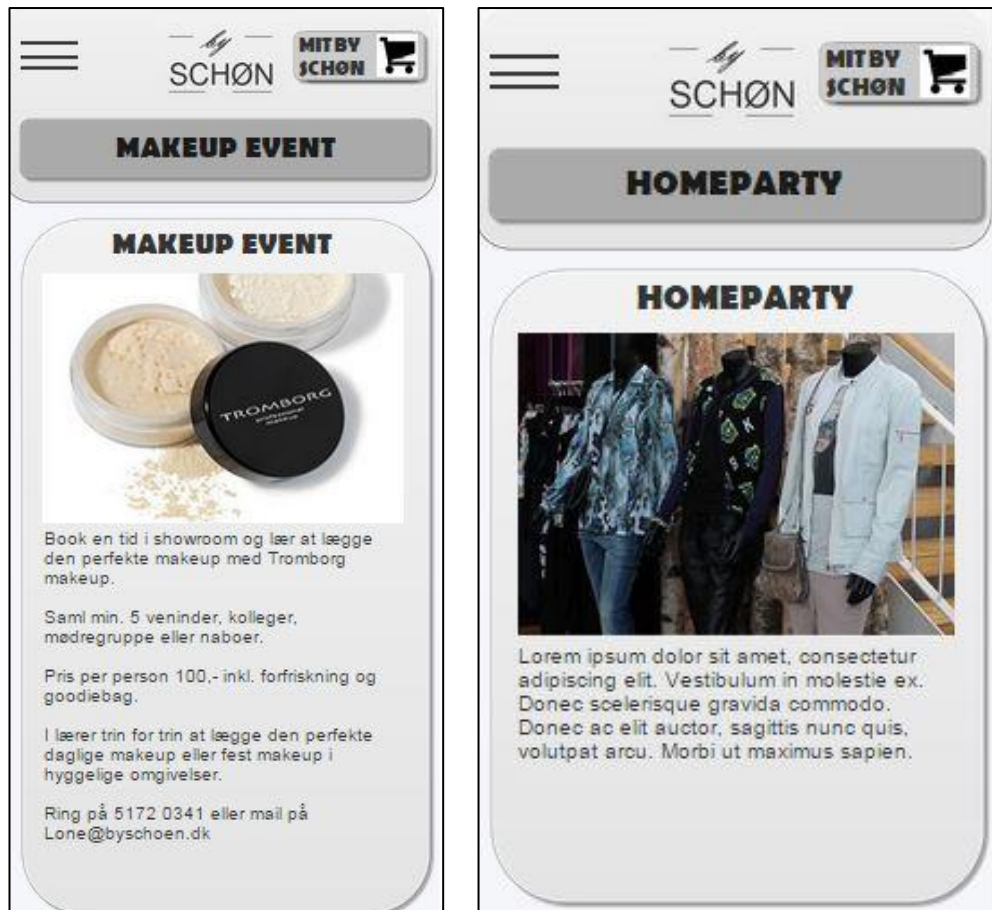 by
SCHØN
MIT BY
SCHØN
MAKEUP EVENT
MAKEUP EVENT
TROMBORG
professional
makeup
Book en tid i showroom og lær at lægge
den perfekte makeup med Tromborg
makeup.
Saml min. 5 veninder, kolleger,
mødregruppe eller naboer.
Pris per person 100,- inkl. forfriskning og
goodiebag.
I lærer trin for trin at lægge den perfekte
daglige makeup eller fest makeup i
hyggelige omgivelser.
Ring på 5172 0341 eller mail på
Lone@byschoen.dk
by
SCHØN
MIT BY
SCHØN
HOMEPARTY
HOMEPARTY
Lorem ipsum dolor sit amet, consectetur
adipiscing elit. Vestibulum in molestie ex.
Donec scelerisque gravida commodo.
Donec ac elit auctor, sagittis nunc quis,
volutpat arcu. Morbi ut maximus sapien.